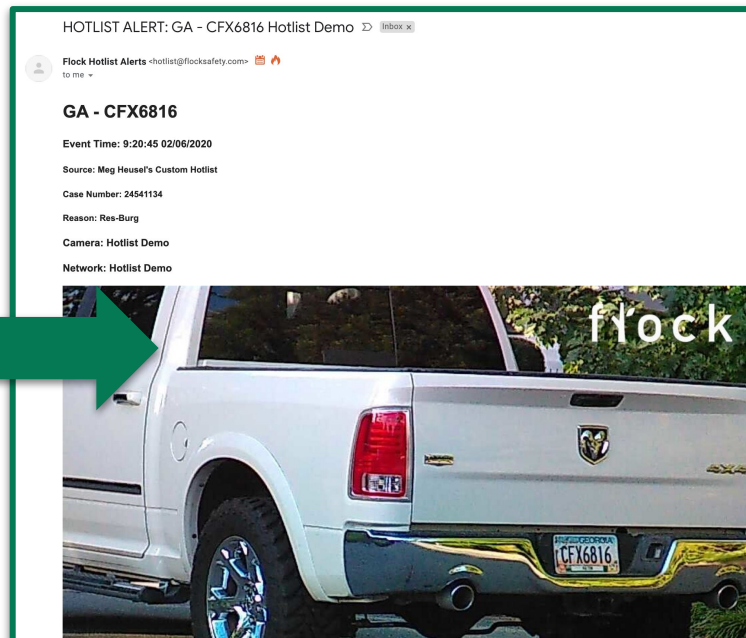 HOTLIST ALERT: GA - CFX6816 Hotlist Demo Inbox x
Flock Hotlist Alerts <hotlist@flocksafety.com>
to me
GA - CFX6816
Event Time: 9:20:45 02/06/2020
Source: Meg Heusel's Custom Hotlist
Case Number: 24541134
Reason: Res-Burg
Camera: Hotlist Demo
Network: Hotlist Demo
flock
4X4
GEORGIA
CFX6816